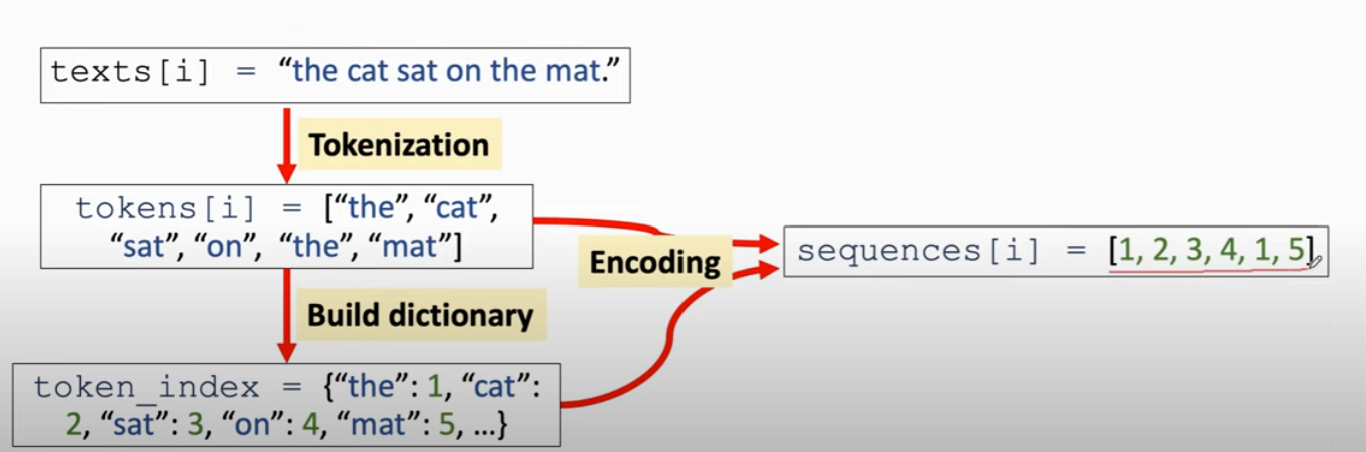 texts[i] = “the cat sat on the mat.”
Tokenization
tokens[i] = [“the”, “cat”,
“sat”, “on”, “the”, “mat”]
Encoding
sequences[i] = [1, 2, 3, 4, 1, 5]
Build dictionary
token_index = {“the”: 1, “cat”:
2, “sat”: 3, “on”: 4, “mat”: 5, …}